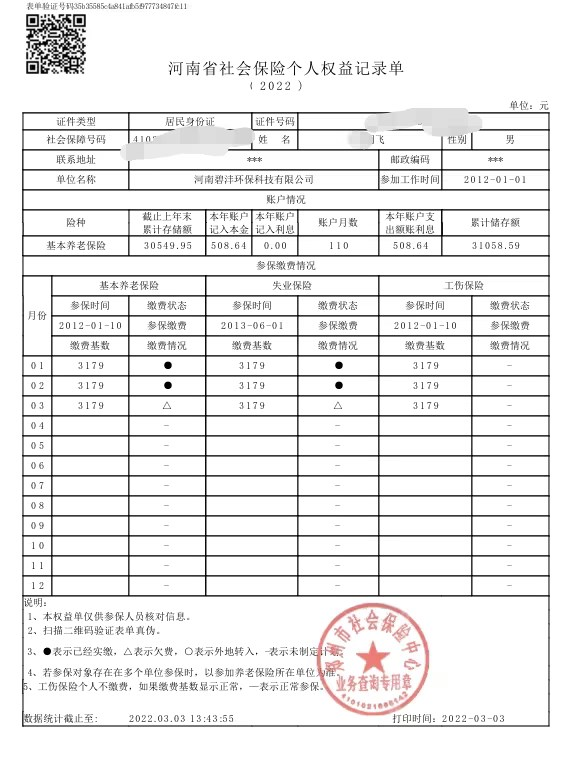 表单验证号码35b35585c4a841afb5f977734847fc11
河南省社会保险个人权益记录单
(2022)
单位：元
证件类型 居民身份证 证件号码
社会保障号码 姓 名 飞 性别 男
联系地址 *** 邮政编码 ***
单位名称 河南碧沣环保科技有限公司 参加工作时间 2012-01-01
账户情况
险种 截止上年末累计存储额 本年账户记入本金 本年账户记入利息 账户月数 本年账户支出额账利息 累计储存额
基本养老保险 30549.95 508.64 0.00 110 508.64 31058.59
参保缴费情况
月份 基本养老保险 失业保险 工伤保险
参保时间 缴费状态 参保时间 缴费状态 参保时间 缴费状态
2012-01-10 参保缴费 2013-06-01 参保缴费 2012-01-10 参保缴费
缴费基数 缴费情况 缴费基数 缴费情况 缴费基数 缴费情况
01 3179 ● 3179 ● 3179 -
02 3179 ● 3179 ● 3179 -
03 3179 △ 3179 △ 3179 -
04 - - -
05 - - -
06 - - -
07 - - -
08 - - -
09 - - -
10 - - -
11 - - -
12 - - -
说明：
1、本权益单仅供参保人员核对信息。
2、扫描二维码验证表单真伪。
3、●表示已经实缴，△表示欠费，○表示外地转入，-表示未制定计
4、若参保对象存在在多个单位参保时，以参加养老保险所在单位为准。
5、工伤保险个人不缴费，如果缴费基数显示正常，一表示正常参保。
市社会保险中心
业务查询专用章
数据统计截止至： 2022.03.03 13:43:55 打印时间：2022-03-03